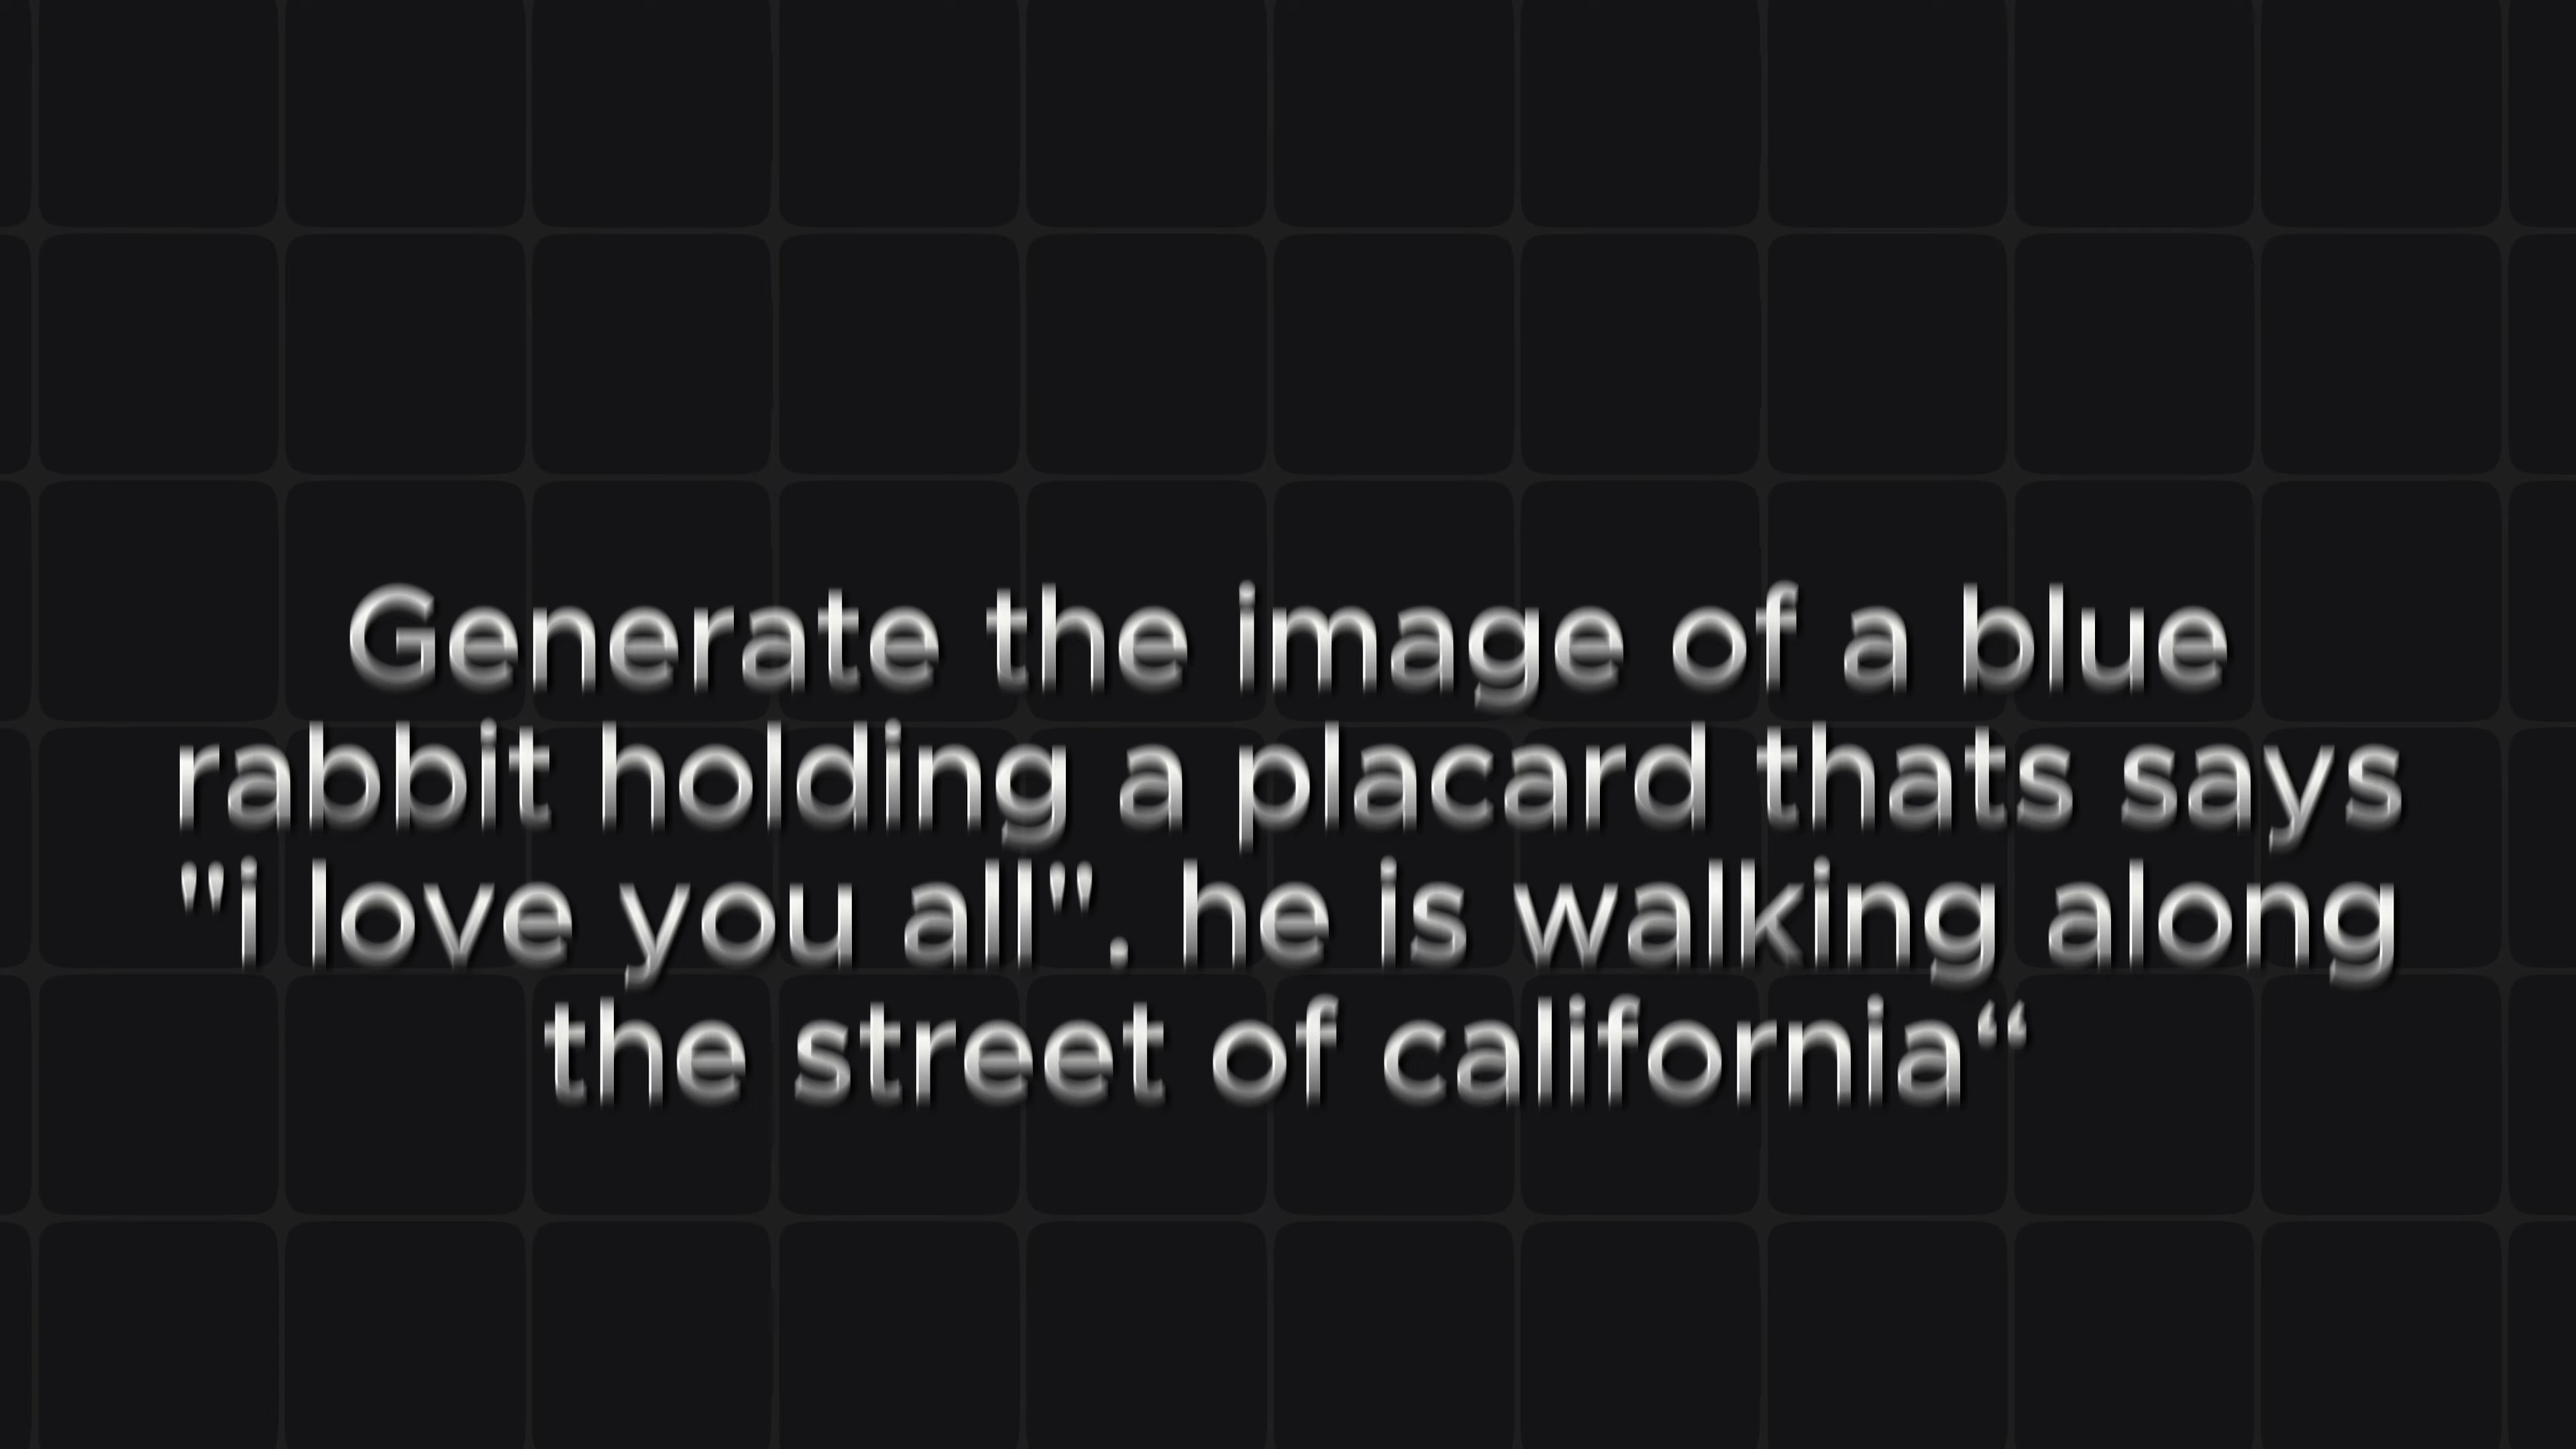 Generate the image of a blue
rabbit holding a placard thats says
"i love you all". he is walking along
the street of california“